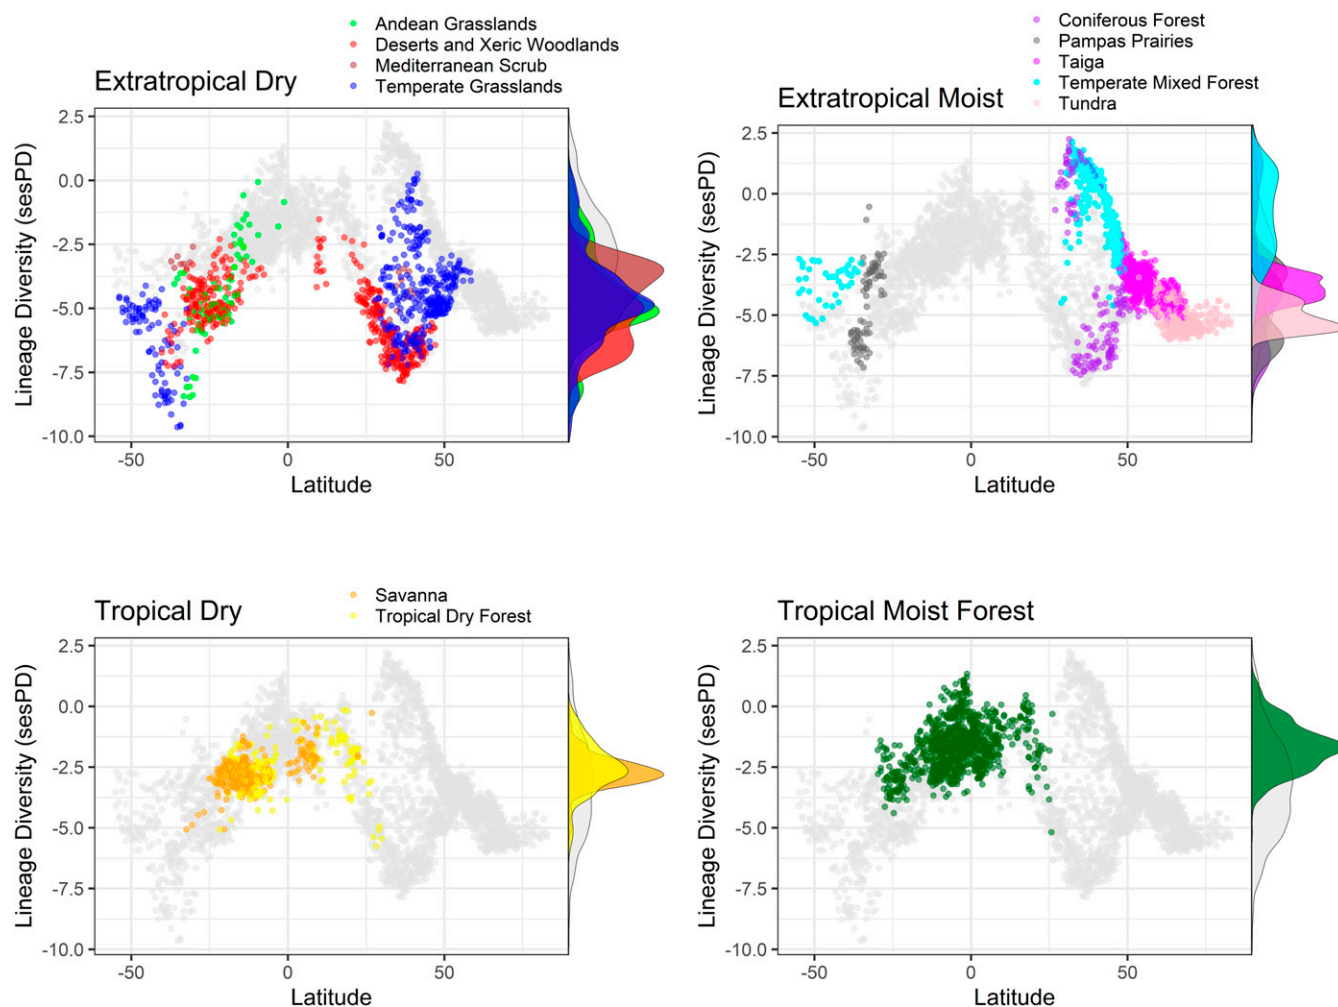 Andean Grasslands
Deserts and Xeric Woodlands
Mediterranean Scrub
Temperate Grasslands
Extratropical Dry
2.5
0.0
-2.5
-5.0
-7.5
-10.0
Lineage Diversity (sesPD)
-50 0 50
Latitude
Coniferous Forest
Pampas Prairies
Taiga
Temperate Mixed Forest
Tundra
Extratropical Moist
2.5
0.0
-2.5
-5.0
-7.5
-10.0
Lineage Diversity (sesPD)
-50 0 50
Latitude
Savanna
Tropical Dry Forest
Tropical Dry
2.5
0.0
-2.5
-5.0
-7.5
-10.0
Lineage Diversity (sesPD)
-50 0 50
Latitude
Tropical Moist Forest
2.5
0.0
-2.5
-5.0
-7.5
-10.0
Lineage Diversity (sesPD)
-50 0 50
Latitude